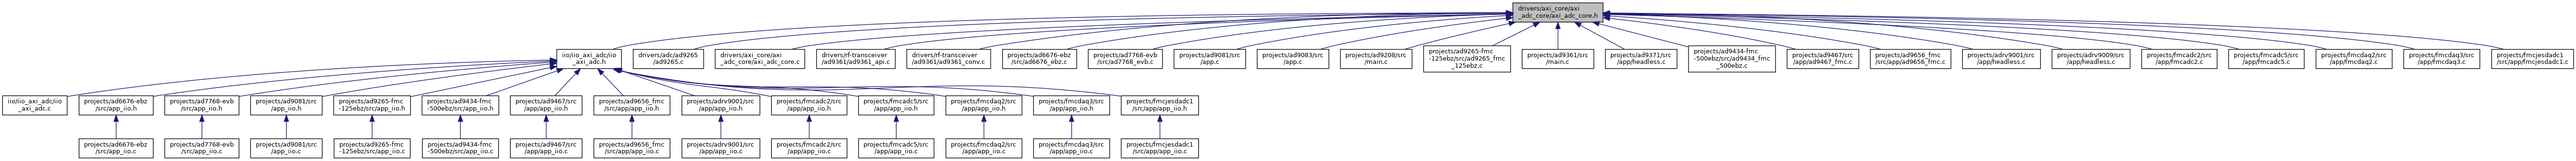 drivers/axi_core/axi
_adc_core/axi_adc_core.h
iio/iio_axi_adc/iio
_axi_adc.h
drivers/adc/ad9265
/ad9265.c
drivers/axi_core/axi
_adc_core/axi_adc_core.c
drivers/rf-transceiver
/ad9361/ad9361_api.c
drivers/rf-transceiver
/ad9361/ad9361_conv.c
projects/ad6676-ebz
/src/ad6676_ebz.c
projects/ad7768-evb
/src/ad7768_evb.c
projects/ad9081/src
/app.c
projects/ad9083/src
/app.c
projects/ad9208/src
/main.c
projects/ad9265-fmc
-125ebz/src/ad9265_fmc
_125ebz.c
projects/ad9361/src
/main.c
projects/ad9371/src
/app/headless.c
projects/ad9434-fmc
-500ebz/src/ad9434_fmc
_500ebz.c
projects/ad9467/src
/app/ad9467_fmc.c
projects/ad9656_fmc
/src/app/ad9656_fmc.c
projects/adrv9001/src
/app/headless.c
projects/adrv9009/src
/app/headless.c
projects/fmcadc2/src
/app/fmcadc2.c
projects/fmcadc5/src
/app/fmcadc5.c
projects/fmcdaq2/src
/app/fmcdaq2.c
projects/fmcdaq3/src
/app/fmcdaq3.c
projects/fmcjesdadc1
/src/app/fmcjesdadc1.c
iio/iio_axi_adc/iio
_axi_adc.c
projects/ad6676-ebz
/src/app_iio.h
projects/ad7768-evb
/src/app_iio.h
projects/ad9081/src
/app_iio.h
projects/ad9265-fmc
-125ebz/src/app_iio.h
projects/ad9434-fmc
-500ebz/src/app_iio.h
projects/ad9467/src
/app/app_iio.h
projects/ad9656_fmc
/src/app/app_iio.h
projects/adrv9001/src
/app/app_iio.h
projects/fmcadc2/src
/app/app_iio.h
projects/fmcadc5/src
/app/app_iio.h
projects/fmcdaq2/src
/app/app_iio.h
projects/fmcdaq3/src
/app/app_iio.h
projects/fmcjesdadc1
/src/app/app_iio.h
projects/ad6676-ebz
/src/app_iio.c
projects/ad7768-evb
/src/app_iio.c
projects/ad9081/src
/app_iio.c
projects/ad9265-fmc
-125ebz/src/app_iio.c
projects/ad9434-fmc
-500ebz/src/app_iio.c
projects/ad9467/src
/app/app_iio.c
projects/ad9656_fmc
/src/app/app_iio.c
projects/adrv9001/src
/app/app_iio.c
projects/fmcadc2/src
/app/app_iio.c
projects/fmcadc5/src
/app/app_iio.c
projects/fmcdaq2/src
/app/app_iio.c
projects/fmcdaq3/src
/app/app_iio.c
projects/fmcjesdadc1
/src/app/app_iio.c